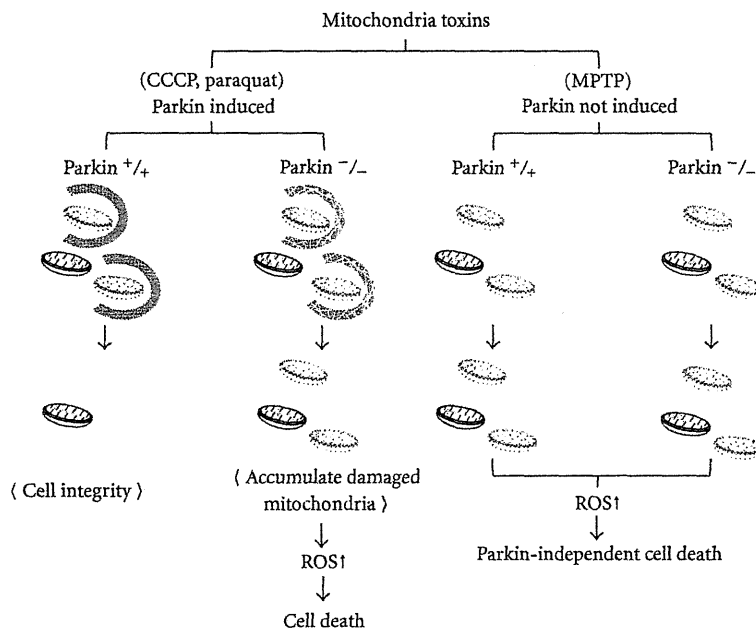 Mitochondria toxins
(CCCP, paraquat)
Parkin induced
(MPTP)
Parkin not induced
Parkin +/+
Parkin −/−
Parkin +/+
Parkin −/−
⟨ Cell integrity ⟩
⟨ Accumulate damaged
mitochondria ⟩
ROS↑
Cell death
ROS↑
Parkin-independent cell death